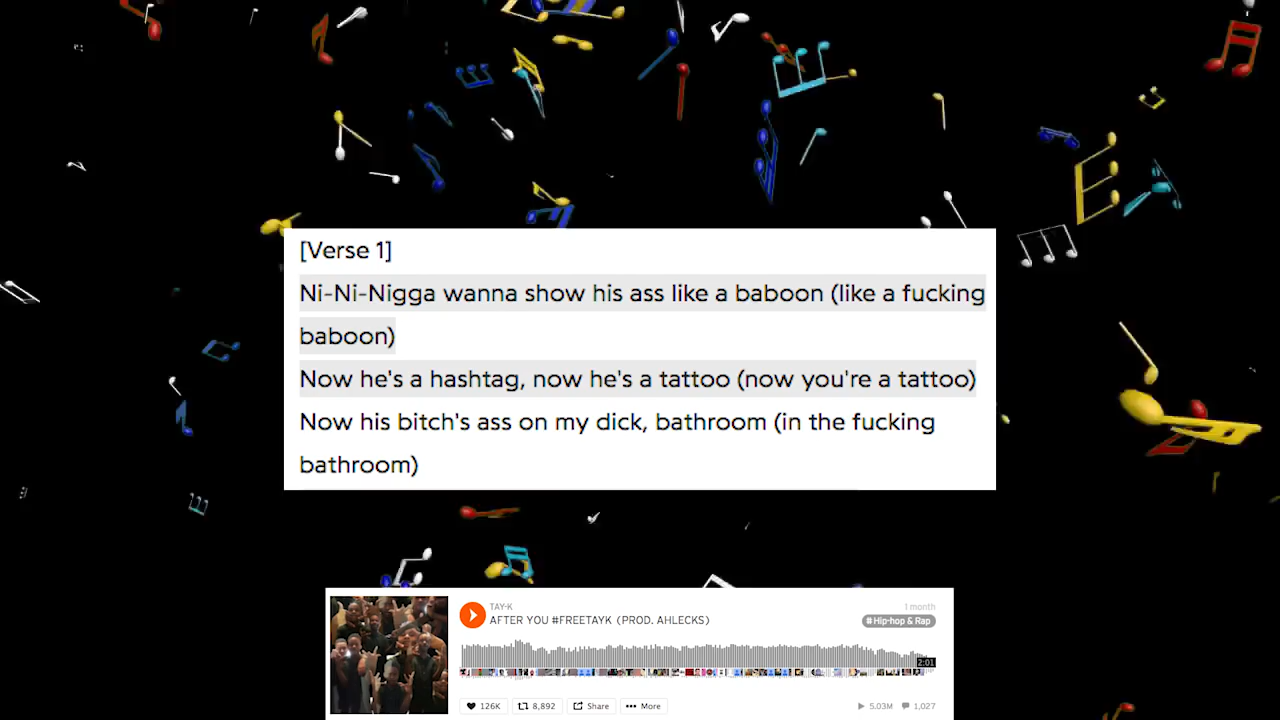 [Verse 1]
Ni-Ni-Nigga wanna show his ass like a baboon (like a fucking
baboon)
Now he's a hashtag, now he's a tattoo (now you're a tattoo)
Now his bitch's ass on my dick, bathroom (in the fucking
bathroom)
TAY-K
1 month
AFTER YOU #FREETAYK (PROD. AHLECKS)
# Hip-hop & Rap
2:01
126K
8,892
Share
More
5.03M
1,027